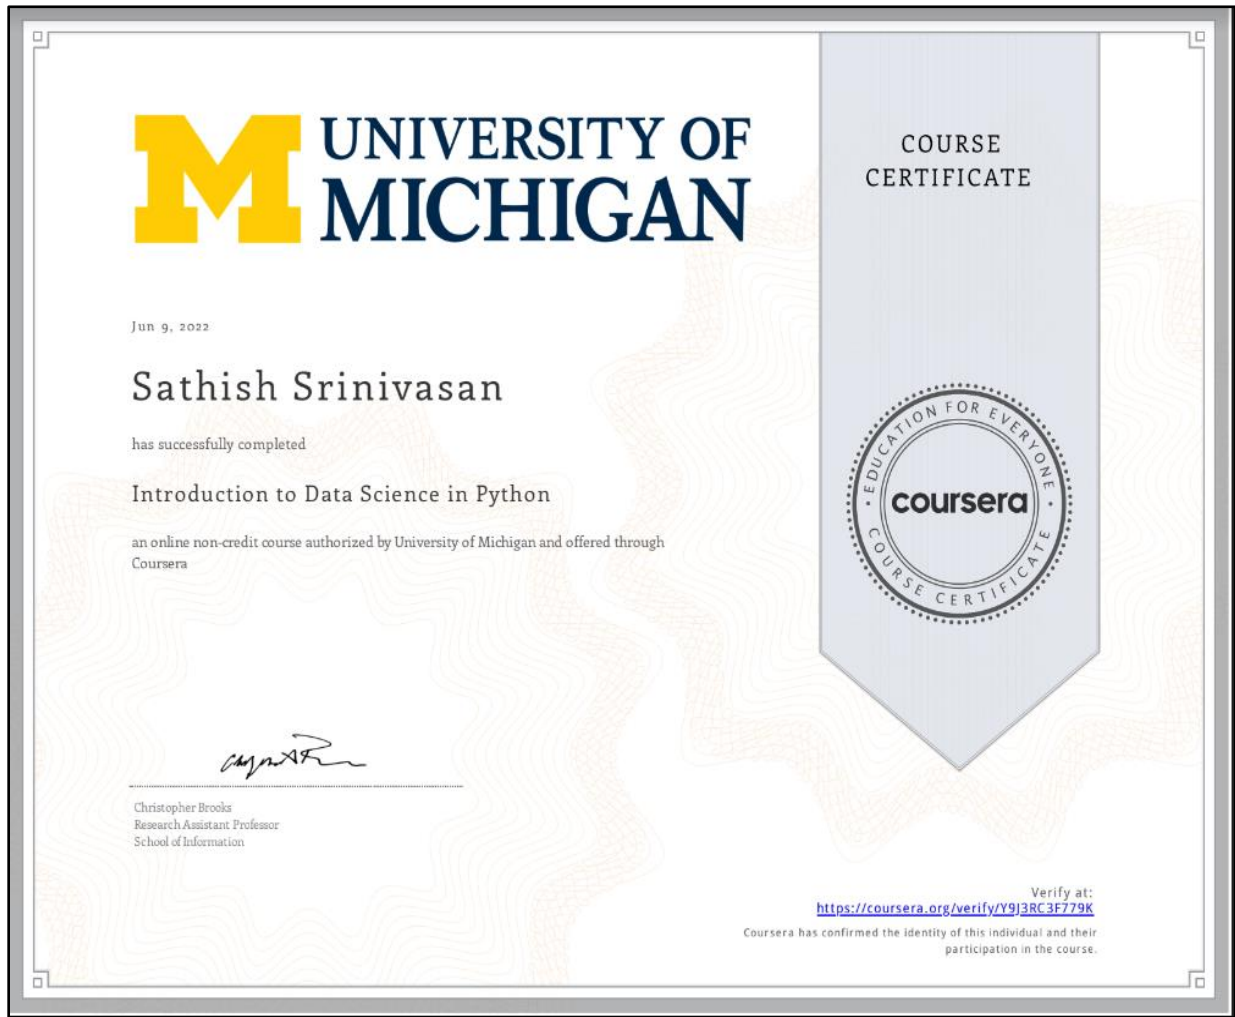 UNIVERSITY OF
MICHIGAN
COURSE
CERTIFICATE
Jun 9, 2022
Sathish Srinivasan
has successfully completed
Introduction to Data Science in Python
an online non-credit course authorized by University of Michigan and offered through
Coursera
EDUCATION FOR EVERYONE
coursera
COURSE CERTIFICATE
Christopher Brooks
Research Assistant Professor
School of Information
Verify at:
https://coursera.org/verify/Y9J3RC3F779K
Coursera has confirmed the identity of this individual and their
participation in the course.